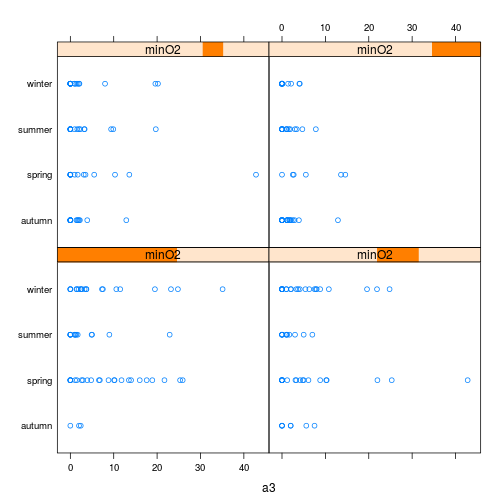 0 10 20 30 40
minO2 minO2
winter
summer
spring
autumn
minO2 minO2
winter
summer
spring
autumn
0 10 20 30 40
a3